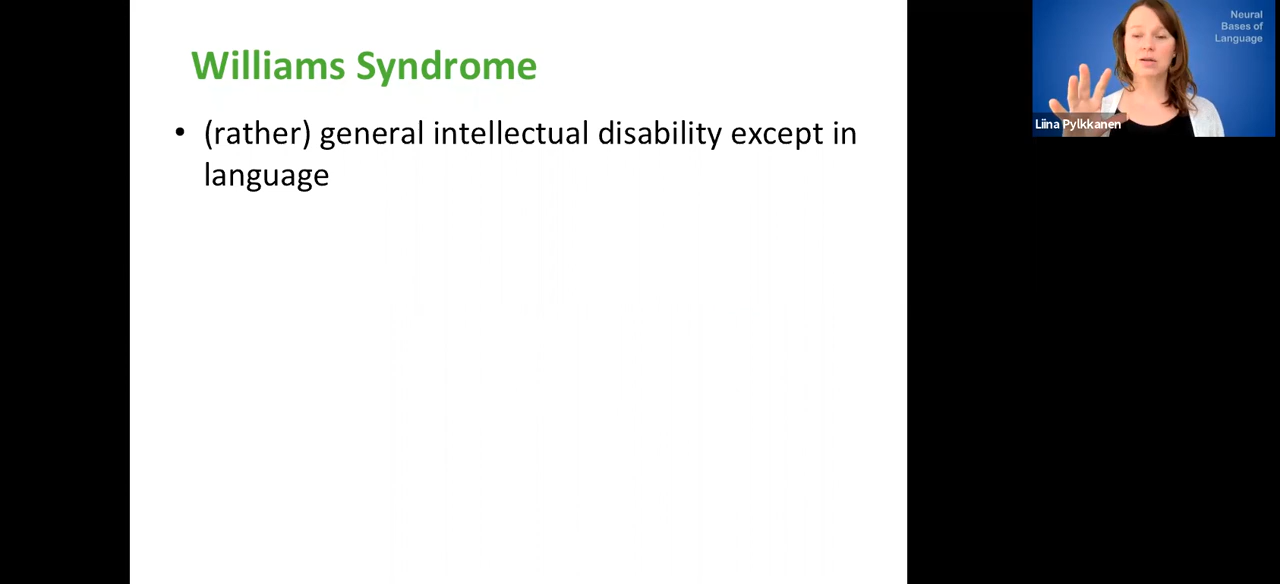 Williams Syndrome
• (rather) general intellectual disability except in
language
Neural
Bases of
Language
Liina Pylkkanen